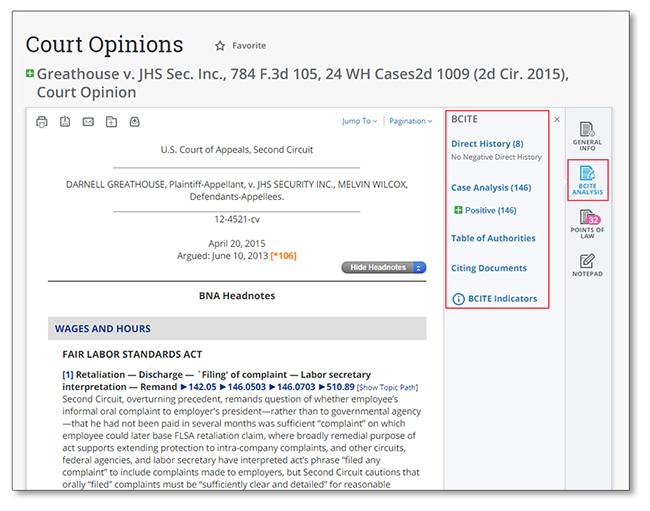 Court Opinions
Favorite
Greathouse v. JHS Sec. Inc., 784 F.3d 105, 24 WH Cases2d 1009 (2d Cir. 2015),
Court Opinion
Jump To
Pagination
U.S. Court of Appeals, Second Circuit
DARNELL GREATHOUSE, Plaintiff-Appellant, v. JHS SECURITY INC., MELVIN WILCOX,
Defendants-Appellees.
12-4521-cv
April 20, 2015
Argued: June 10, 2013 [*106]
Hide Headnotes
BNA Headnotes
WAGES AND HOURS
FAIR LABOR STANDARDS ACT
[1] Retaliation — Discharge — `Filing' of complaint — Labor secretary
interpretation — Remand ►142.05 ►146.0503 ►146.0703 ►510.89 [Show Topic Path]
Second Circuit, overturning precedent, remands question of whether employee's
informal oral complaint to employer's president—rather than to governmental agency
—that he had not been paid in several months was sufficient “complaint” on which
employee could later base FLSA retaliation claim, where broadly remedial purpose of
act supports extending protection to intra-company complaints, and other circuits,
federal agencies, and labor secretary have interpreted act's phrase “filed any
complaint” to include complaints made to employers, but Second Circuit cautions that
orally “filed” complaints must be “sufficiently clear and detailed” for reasonable
BCITE
Direct History (8)
No Negative Direct History
Case Analysis (146)
Positive (146)
Table of Authorities
Citing Documents
BCITE Indicators
GENERAL
INFO
BCITE
ANALYSIS
32
POINTS OF
LAW
NOTEPAD